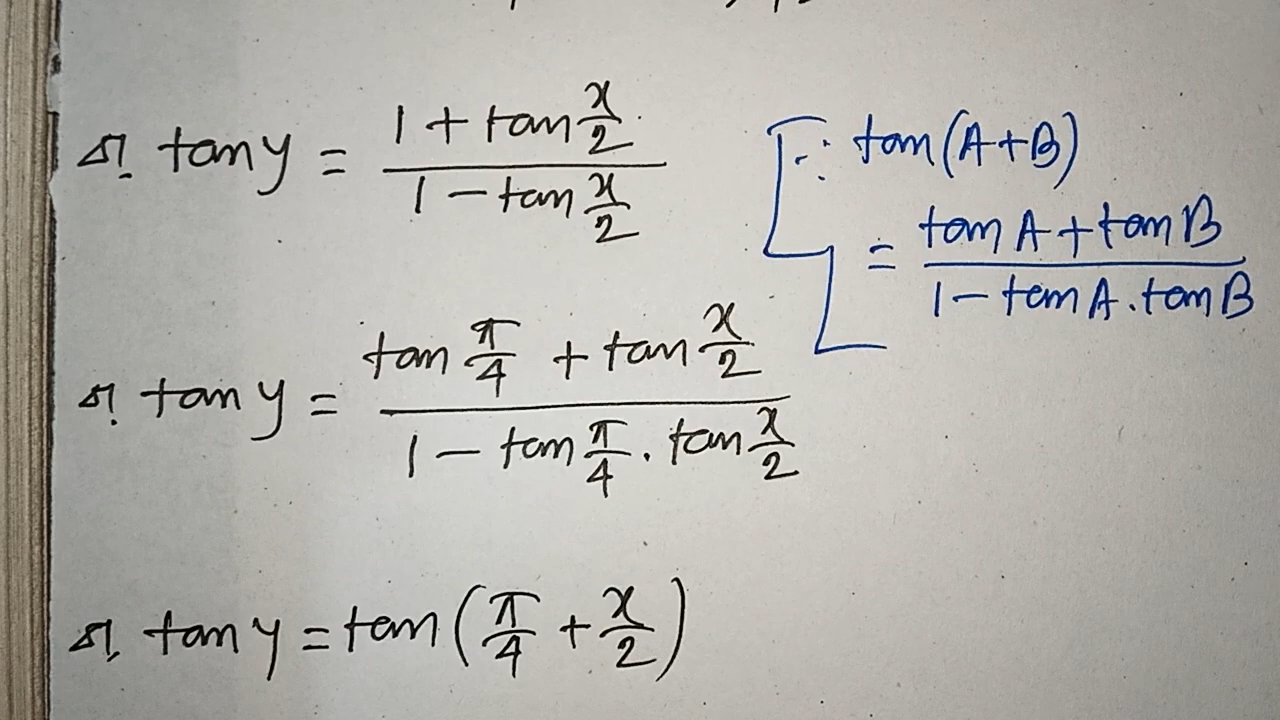 বা, tan y = (1 + tan x/2) / (1 - tan x/2)
[∵ tan(A+B)
= (tan A + tan B) / (1 - tan A . tan B)
বা, tan y = (tan π/4 + tan x/2) / (1 - tan π/4 . tan x/2)
বা, tan y = tan(π/4 + x/2)